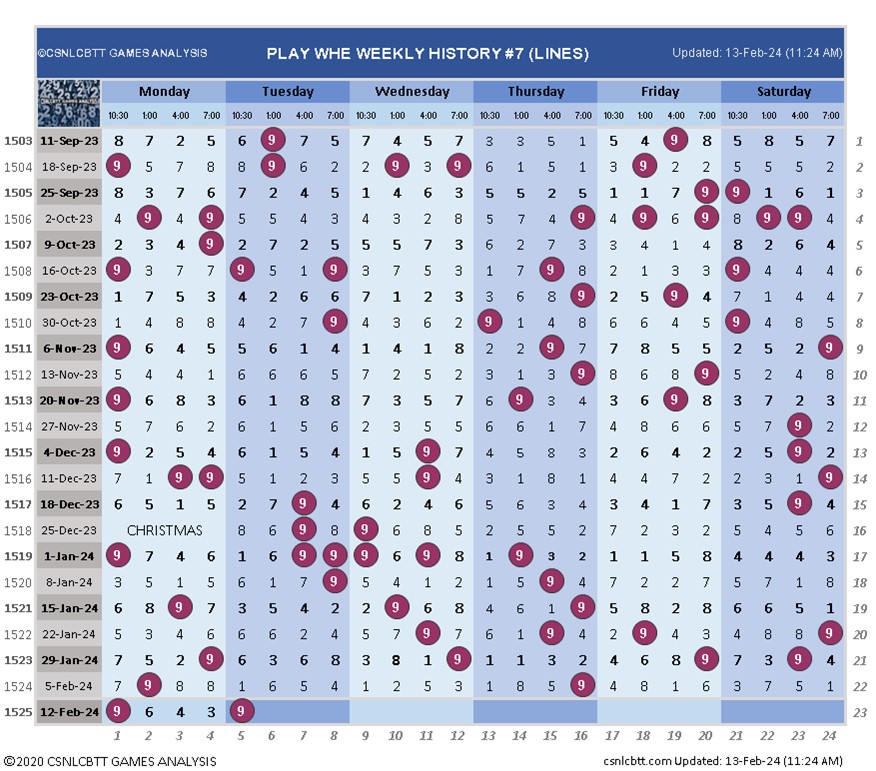 ©CSNLCBTT GAMES ANALYSIS PLAY WHE WEEKLY HISTORY #7 (LINES) Updated: 13-Feb-24 (11:24 AM)
Monday Tuesday Wednesday Thursday Friday Saturday
10:30 1:00 4:00 7:00 10:30 1:00 4:00 7:00 10:30 1:00 4:00 7:00 10:30 1:00 4:00 7:00 10:30 1:00 4:00 7:00 10:30 1:00 4:00 7:00
1503 11-Sep-23 8 7 2 5 6 9 7 5 7 4 5 7 3 3 5 1 5 4 9 8 5 8 5 7 1
1504 18-Sep-23 9 5 7 8 8 9 6 2 2 9 3 9 6 1 5 1 3 9 2 2 5 5 5 2 2
1505 25-Sep-23 8 3 7 6 7 2 4 5 1 4 6 3 5 5 2 5 1 1 7 9 9 1 6 1 3
1506 2-Oct-23 4 9 4 9 5 5 4 3 4 3 2 8 5 7 6 9 4 9 6 9 8 9 9 4 4
1507 9-Oct-23 2 3 4 9 2 7 2 5 5 5 7 3 6 2 7 3 3 4 1 4 8 2 6 4 5
1508 16-Oct-23 9 3 7 7 9 5 1 9 3 7 5 3 1 7 9 8 2 1 3 3 9 4 4 4 6
1509 23-Oct-23 1 7 5 3 4 2 6 6 7 1 2 3 3 6 8 9 2 5 9 4 7 1 4 4 7
1510 30-Oct-23 1 4 8 8 4 2 7 9 4 3 6 2 9 1 4 8 6 6 4 5 9 4 8 5 8
1511 6-Nov-23 9 6 4 5 5 6 1 4 1 4 1 8 2 2 9 7 7 8 5 5 2 5 2 9 9
1512 13-Nov-23 5 4 4 1 6 6 6 5 7 2 5 2 3 1 3 9 8 6 8 9 5 2 4 8 10
1513 20-Nov-23 9 6 8 3 6 1 8 8 7 3 5 7 6 9 3 4 6 3 9 8 3 7 2 3 11
1514 27-Nov-23 5 7 6 2 6 1 5 6 2 3 5 2 6 6 1 7 4 8 6 6 5 7 9 2 12
1515 4-Dec-23 9 2 5 4 6 1 5 4 1 5 9 7 4 5 8 3 2 6 4 2 2 5 9 2 13
1516 11-Dec-23 7 1 9 9 5 1 2 3 5 5 9 6 3 1 8 1 4 4 7 2 2 3 1 9 14
1517 18-Dec-23 6 5 1 5 2 7 9 4 6 2 4 6 5 6 3 4 3 4 1 7 3 5 9 4 15
1518 25-Dec-23 CHRISTMAS 8 6 9 8 9 6 8 5 2 5 5 2 7 2 3 2 5 4 5 6 16
1519 1-Jan-24 9 7 4 6 1 6 9 9 9 6 9 8 1 9 3 2 1 1 5 8 4 4 4 3 17
1520 8-Jan-24 3 5 1 5 6 1 7 9 5 4 1 2 1 5 9 4 7 2 2 7 5 7 1 8 18
1521 15-Jan-24 6 8 9 7 3 5 4 2 2 9 6 8 4 6 1 9 5 8 2 8 6 6 5 1 19
1522 22-Jan-24 5 3 4 6 6 6 2 4 5 7 9 7 6 1 9 4 2 9 4 3 4 8 8 9 20
1523 29-Jan-24 7 5 2 9 6 3 6 8 3 8 1 9 1 1 3 2 4 6 8 9 7 3 9 4 21
1524 5-Feb-24 7 9 8 8 1 6 5 4 1 2 5 3 1 8 5 9 4 8 1 6 3 7 5 1 22
1525 12-Feb-24 9 6 4 3 9 23
1 2 3 4 5 6 7 8 9 10 11 12 13 14 15 16 17 18 19 20 21 22 23 24
©2020 CSNLCBTT GAMES ANALYSIS csnlcbtt.com Updated: 13-Feb-24 (11:24 AM)